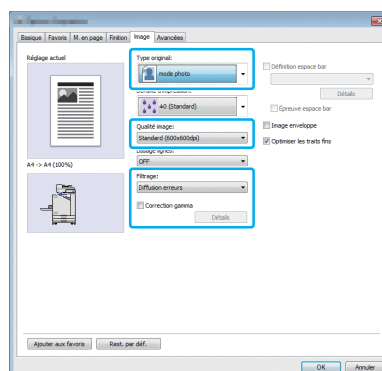 Basique Favoris M. en page Finition Image Avancées
Réglage actuel
A4 -> A4 (100%)
Type original:
mode photo
40 (Standard)
Qualité image:
Standard (600x600dpi)
Lissage lignes:
OFF
Filtrage:
Diffusion erreurs
Correction gamma
Détails
Définition espace bar
Détails
Épreuve espace bar
Image enveloppe
Optimiser les traits fins
Ajouter aux favoris Rest. par déf.
OK Annuler